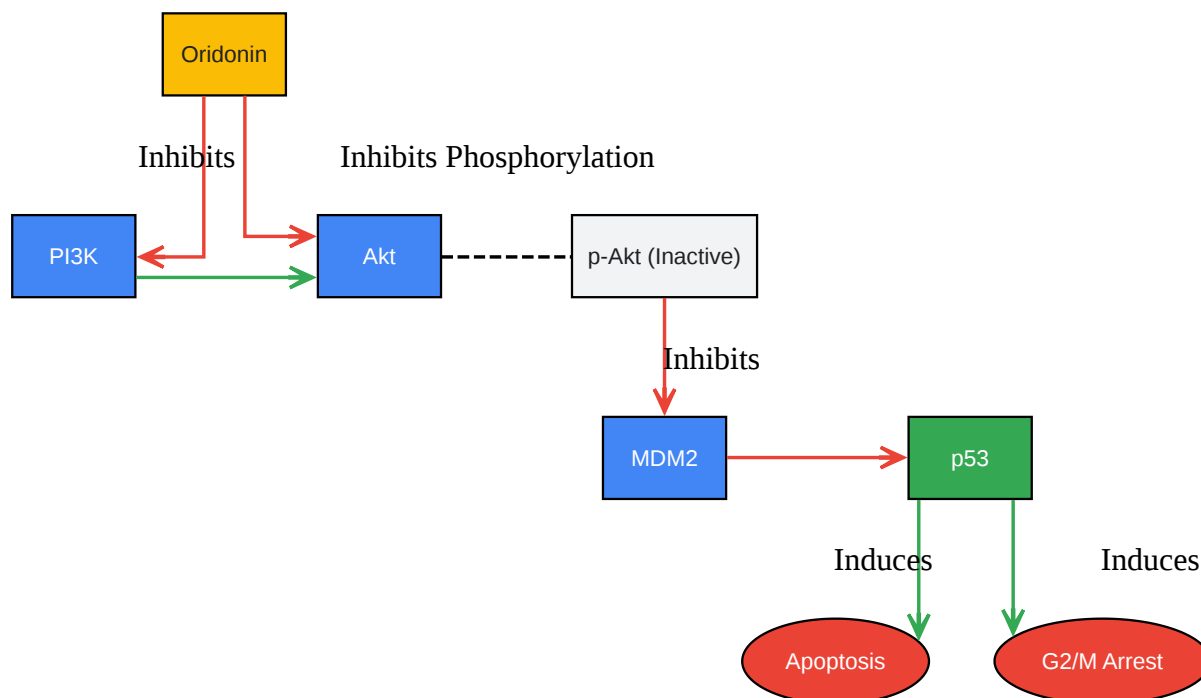 Oridonin
Inhibits
Inhibits Phosphorylation
PI3K
Akt
p-Akt (Inactive)
Inhibits
MDM2
p53
Induces
Induces
Apoptosis
G2/M Arrest